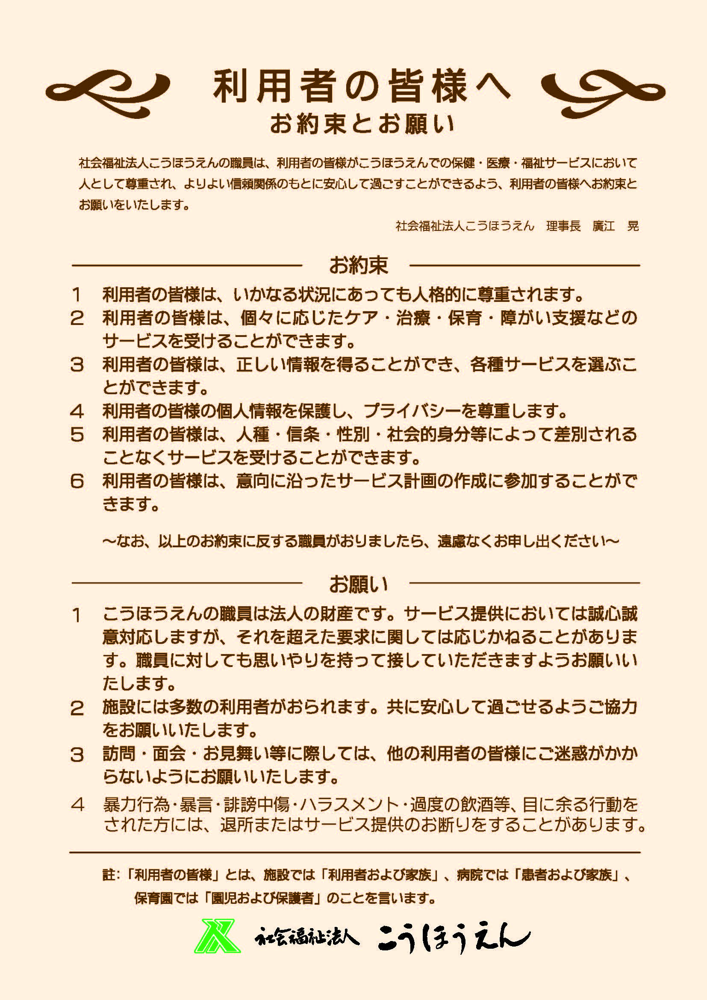 利用者の皆様へ
お約束とお願い
社会福祉法人こうほうえんの職員は、利用者の皆様がこうほうえんでの保健・医療・福祉サービスにおいて
人として尊重され、よりよい信頼関係のもとに安心して過ごすことができるよう、利用者の皆様へお約束と
お願いをいたします。
社会福祉法人こうほうえん　理事長　廣江　晃
お約束
1　利用者の皆様は、いかなる状況にあっても人格的に尊重されます。
2　利用者の皆様は、個々に応じたケア・治療・保育・障がい支援などの
サービスを受けることができます。
3　利用者の皆様は、正しい情報を得ることができ、各種サービスを選ぶこ
とができます。
4　利用者の皆様の個人情報を保護し、プライバシーを尊重します。
5　利用者の皆様は、人種・信条・性別・社会的身分等によって差別される
ことなくサービスを受けることができます。
6　利用者の皆様は、意向に沿ったサービス計画の作成に参加することがで
きます。
～なお、以上のお約束に反する職員がおりましたら、遠慮なくお申し出ください～
お願い
1　こうほうえんの職員は法人の財産です。サービス提供においては誠心誠
意対応しますが、それを超えた要求に関しては応じかねることがありま
す。職員に対しても思いやりを持って接していただきますようお願いい
たします。
2　施設には多数の利用者がおられます。共に安心して過ごせるようご協力
をお願いいたします。
3　訪問・面会・お見舞い等に際しては、他の利用者の皆様にご迷惑がかか
らないようにお願いいたします。
4　暴力行為・暴言・誹謗中傷・ハラスメント・過度の飲酒等、目に余る行動を
された方には、退所またはサービス提供のお断りをすることがあります。
註：「利用者の皆様」とは、施設では「利用者および家族」、病院では「患者および家族」、
保育園では「園児および保護者」のことを言います。
社会福祉法人 こうほうえん